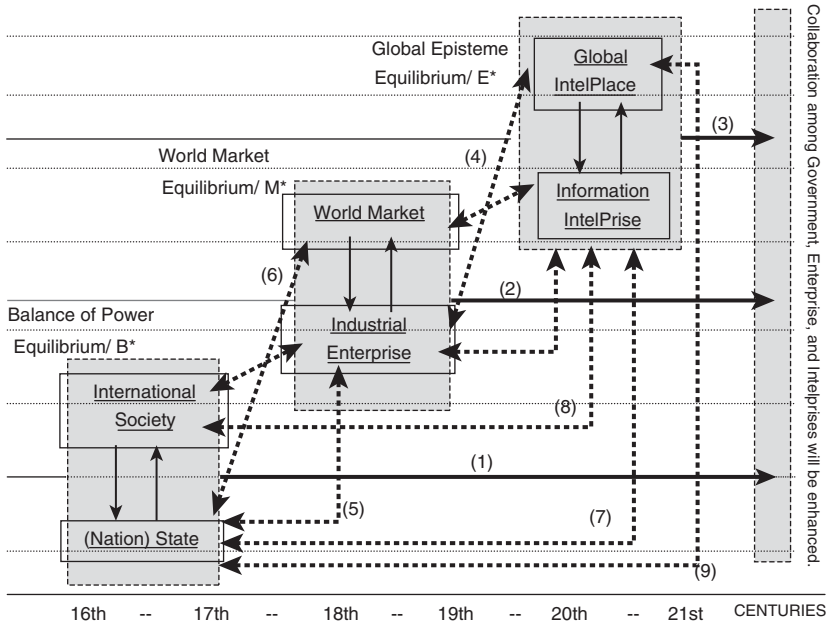 Global Episteme
Equilibrium/ E*
Global
IntelPlace
(3)
World Market
(4)
Equilibrium/ M*
World Market
Information
IntelPrise
(6)
(2)
Balance of Power
Equilibrium/ B*
Industrial
Enterprise
International
Society
(8)
(1)
(5)
(7)
(Nation) State
(9)
16th -- 17th -- 18th -- 19th -- 20th -- 21st CENTURIES
Collaboration among Government, Enterprise, and Intelprises will be enhanced.